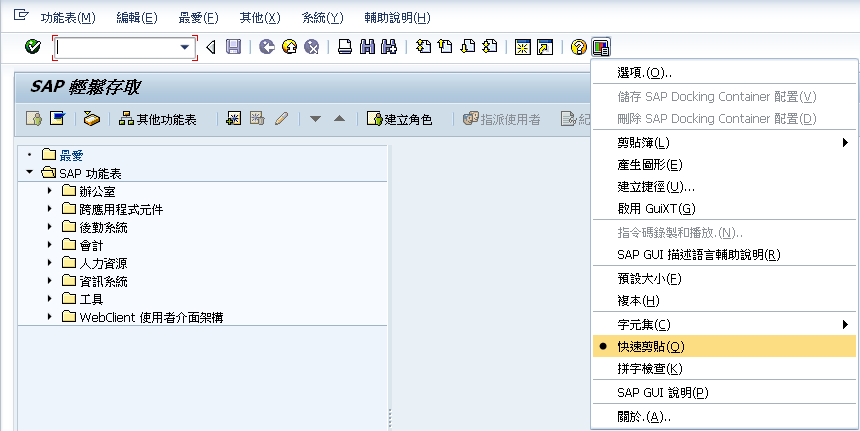 功能表(M) 編輯(E) 最愛(F) 其他(X) 系統(Y) 輔助說明(H)
SAP 輕鬆存取
其他功能表 建立角色 指派使用者 紀
最愛
SAP 功能表
辦公室
跨應用程式元件
後勤系統
會計
人力資源
資訊系統
工具
WebClient 使用者介面架構
選項.(O)..
儲存 SAP Docking Container 配置(V)
刪除 SAP Docking Container 配置(D)
剪貼簿(L)
產生圖形(E)
建立捷徑(U)...
啟用 GuiXT(G)
指令碼錄製和播放.(N)..
SAP GUI 描述語言輔助說明(R)
預設大小(F)
複本(H)
字元集(C)
快速剪貼(Q)
拼字檢查(K)
SAP GUI 說明(P)
關於.(A)..